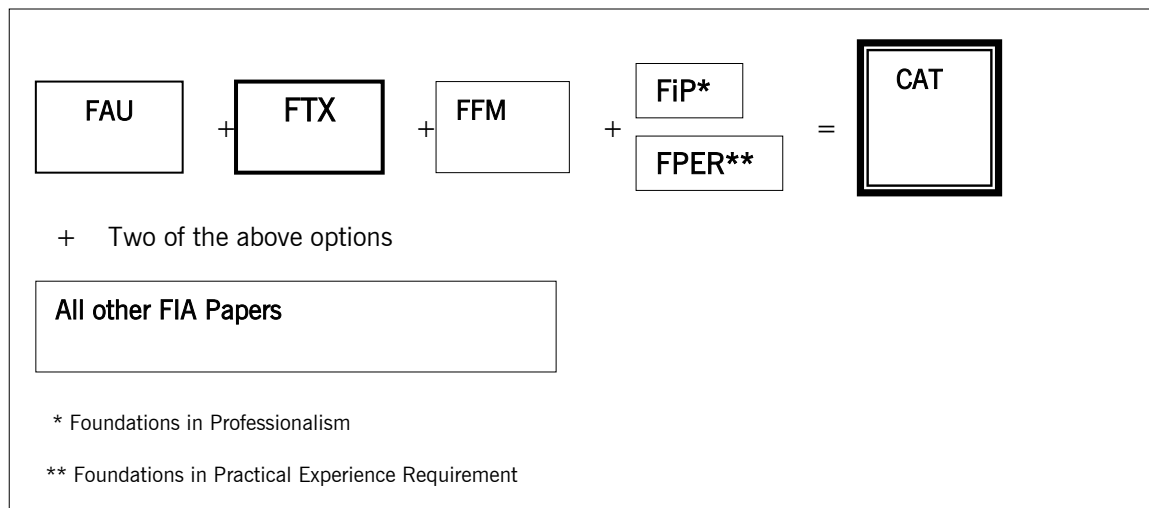 FAU + FTX + FFM + FiP* = CAT
FPER**
+ Two of the above options
All other FIA Papers
* Foundations in Professionalism
** Foundations in Practical Experience Requirement